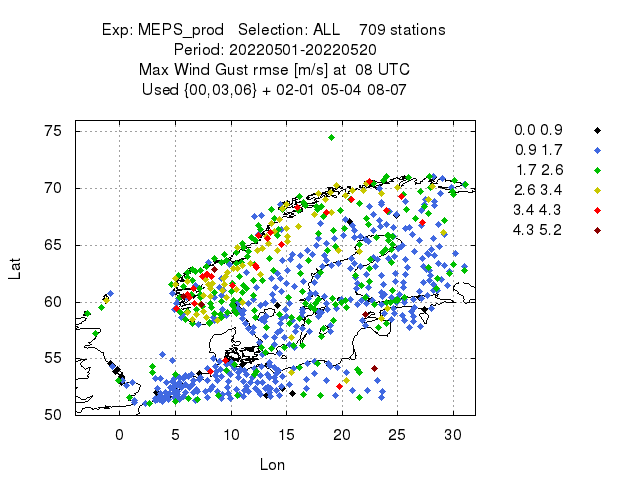 Exp: MEPS_prod Selection: ALL 709 stations
Period: 20220501-20220520
Max Wind Gust rmse [m/s] at 08 UTC
Used {00,03,06} + 02-01 05-04 08-07
75
70
65
60
55
50
0 5 10 15 20 25 30
Lat
Lon
0.0 0.9
0.9 1.7
1.7 2.6
2.6 3.4
3.4 4.3
4.3 5.2